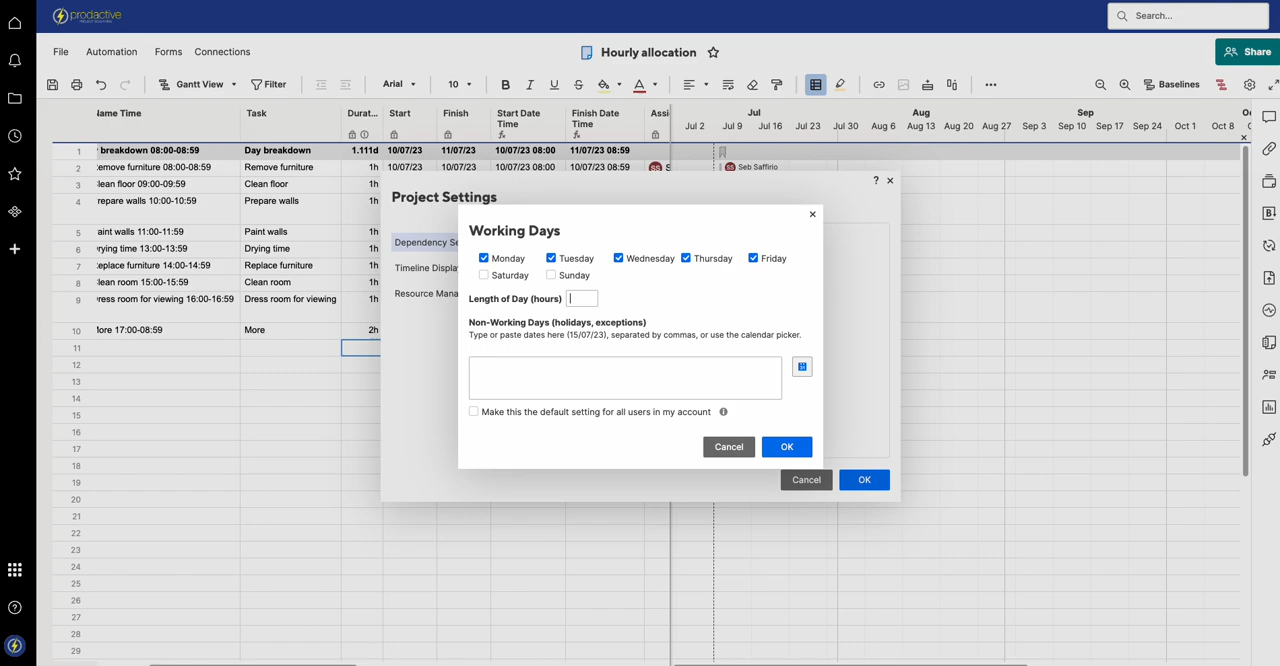 prodactive
Search...
File Automation Forms Connections
Hourly allocation
Share
Gantt View Filter Arial 10 B I U S A Baselines
lame Time Task Durat... Start Finish Start Date Time Finish Date Time Assi
Jul Aug Sep
Jul 2 Jul 9 Jul 16 Jul 23 Jul 30 Aug 6 Aug 13 Aug 20 Aug 27 Sep 3 Sep 10 Sep 17 Sep 24 Oct 1 Oct 8
1 breakdown 08:00-08:59 Day breakdown 1.111d 10/07/23 11/07/23 10/07/23 08:00 11/07/23 08:59
2 emove furniture 08:00-08:59 Remove furniture 1h 10/07/23 10/07/23 10/07/23 08:00 10/07/23 08:59 SS S SS Seb Saffirio
3 lean floor 09:00-09:59 Clean floor 1h
4 repare walls 10:00-10:59 Prepare walls 1h
5 aint walls 11:00-11:59 Paint walls 1h
6 rying time 13:00-13:59 Drying time 1h
7 eplace furniture 14:00-14:59 Replace furniture 1h
8 lean room 15:00-15:59 Clean room 1h
9 ress room for viewing 16:00-16:59 Dress room for viewing 1h
10 lore 17:00-08:59 More 2h
11
12
13
14
15
16
17
18
19
20
21
22
23
24
25
26
27
28
29
Project Settings
Dependency Se
Timeline Display
Resource Mana
Working Days
Monday Tuesday Wednesday Thursday Friday
Saturday Sunday
Length of Day (hours)
Non-Working Days (holidays, exceptions)
Type or paste dates here (15/07/23), separated by commas, or use the calendar picker.
Make this the default setting for all users in my account
Cancel OK
Cancel OK